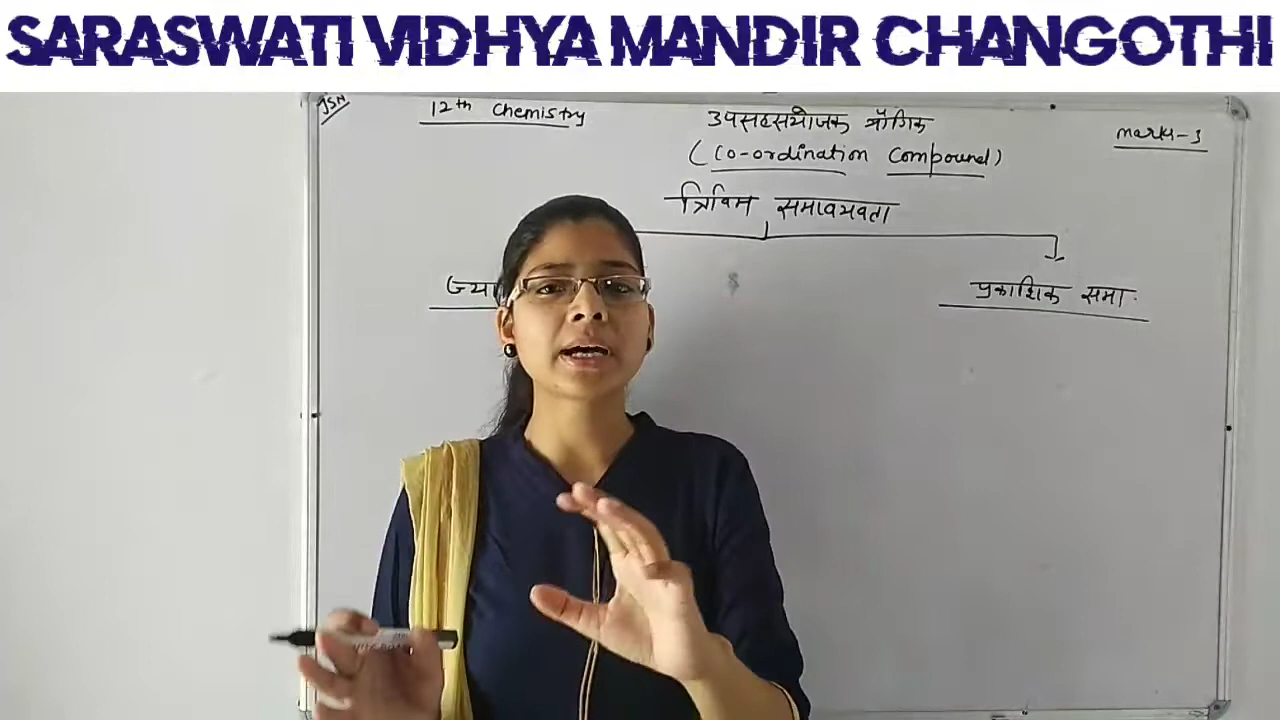 SARASWATI VIDHYA MANDIR CHANGOTHI
JSN
12th Chemistry
उपसहसंयोजक यौगिक
(Co-ordination Compound)
marks-3
त्रिविम समावयवता
ज्या
प्रकाशिक समा.